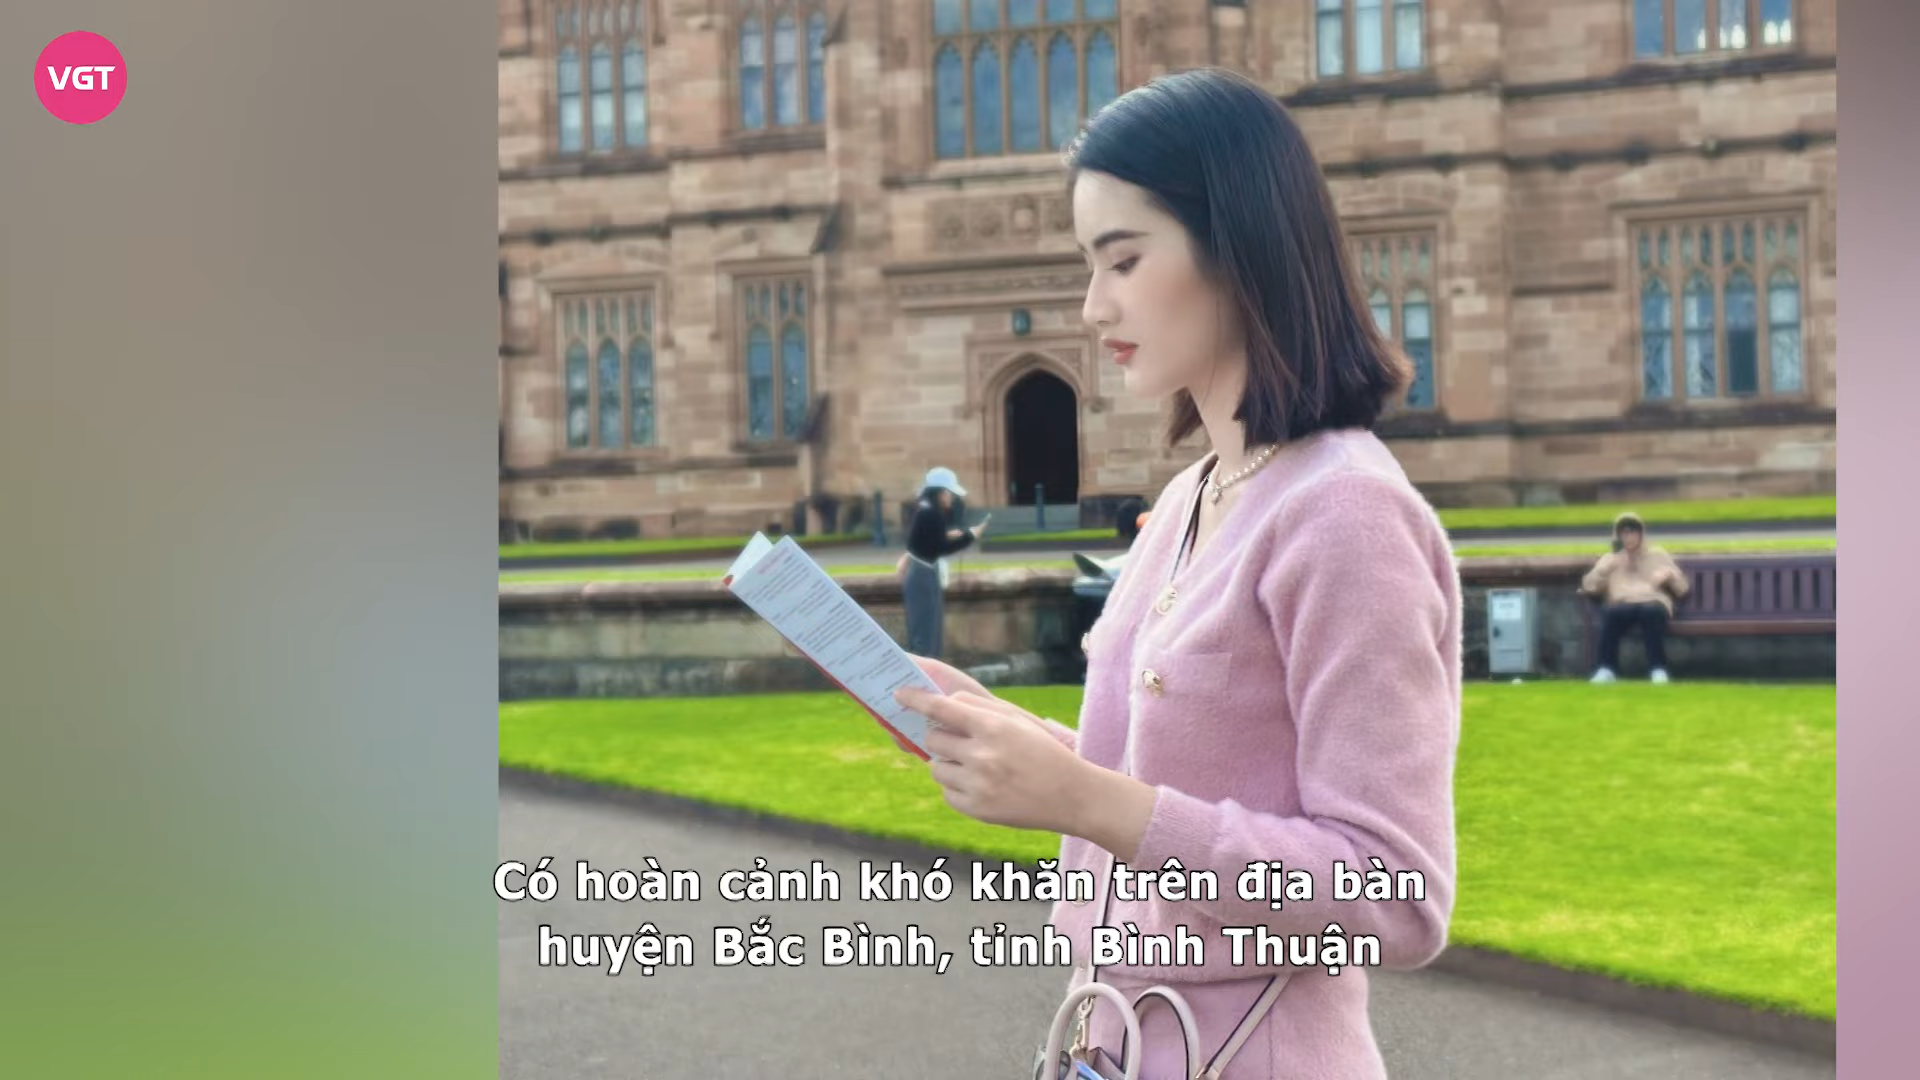 VGT
Có hoàn cảnh khó khăn trên địa bàn
huyện Bắc Bình, tỉnh Bình Thuận